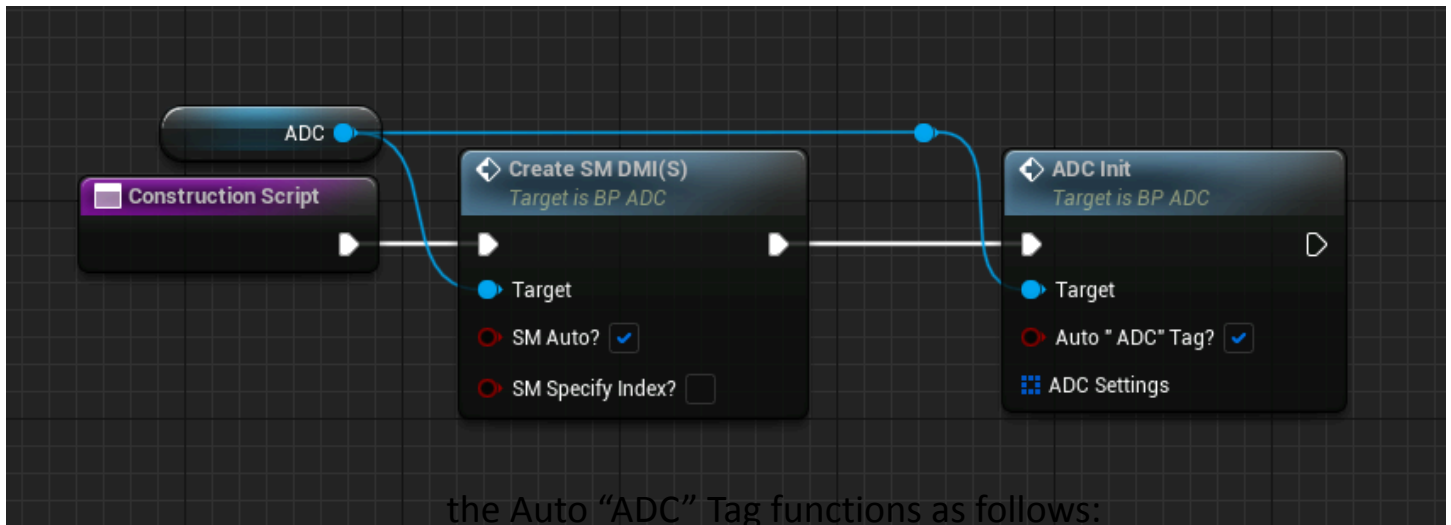 ADC
Construction Script
Create SM DMI(S)
Target is BP ADC
Target
SM Auto?
SM Specify Index?
ADC Init
Target is BP ADC
Target
Auto " ADC" Tag?
ADC Settings
the Auto “ADC” Tag functions as follows: